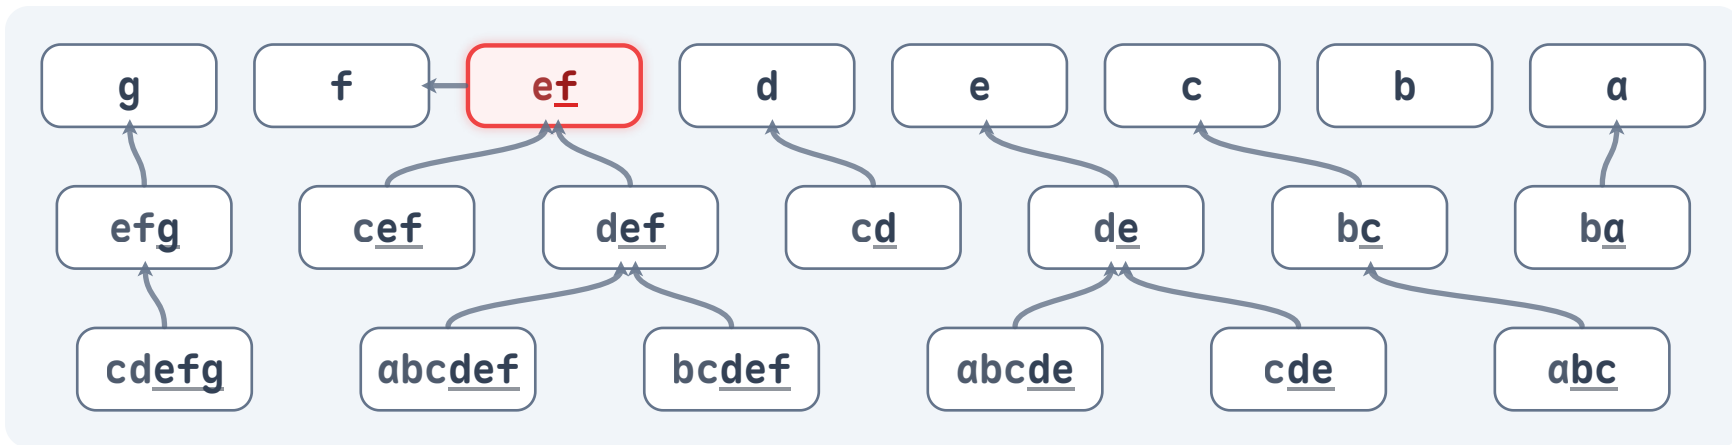 g f ef d e c b a
efg cef def cd de bc ba
cdefg abcdef bcdef abcde cde abc